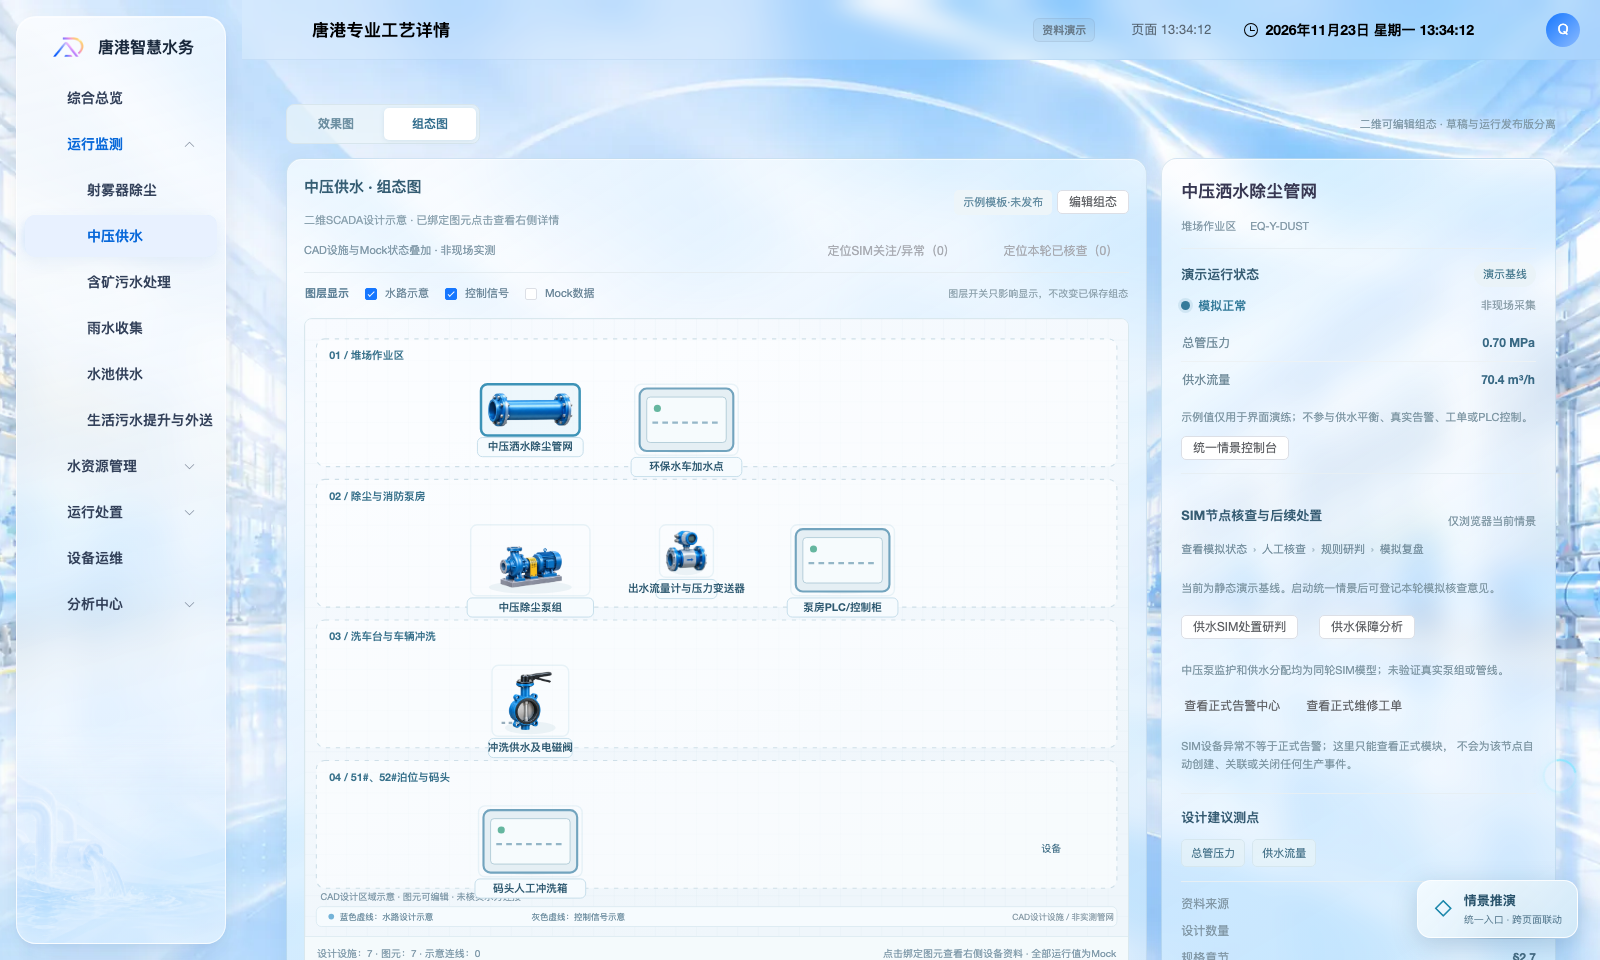 唐港智慧水务
综合总览
运行监测
射雾器除尘
中压供水
含矿污水处理
雨水收集
水池供水
生活污水提升与外送
水资源管理
运行处置
设备运维
分析中心
唐港专业工艺详情
资料演示
页面 13:34:12
2026年11月23日 星期一 13:34:12
Q
效果图
组态图
二维可编辑组态 · 草稿与运行发布版分离
中压供水 · 组态图
二维SCADA设计示意 · 已绑定图元点击查看右侧详情
示例模板·未发布
编辑组态
CAD设施与Mock状态叠加 · 非现场实测
定位SIM关注/异常（0）
定位本轮已核查（0）
图层显示
水路示意
控制信号
Mock数据
图层开关只影响显示，不改变已保存组态
01 / 堆场作业区
中压洒水除尘管网
环保水车加水点
02 / 除尘与消防泵房
中压除尘泵组
出水流量计与压力变送器
泵房PLC/控制柜
03 / 洗车台与车辆冲洗
冲洗供水及电磁阀
04 / 51#、52#泊位与码头
码头人工冲洗箱
设备
CAD设计区域示意 · 图元可编辑 · 未核
蓝色虚线：水路设计示意
灰色虚线：控制信号示意
CAD设计设施 / 非实测管网
设计设施：7 · 图元：7 · 示意连线：0
点击绑定图元查看右侧设备资料 · 全部运行值为Mock
中压洒水除尘管网
堆场作业区 EQ-Y-DUST
演示运行状态
演示基线
模拟正常
非现场采集
总管压力
0.70 MPa
供水流量
70.4 m³/h
示例值仅用于界面演练；不参与供水平衡、真实告警、工单或PLC控制。
统一情景控制台
SIM节点核查与后续处置
仅浏览器当前情景
查看模拟状态 › 人工核查 › 规则研判 › 模拟复盘
当前为静态演示基线。启动统一情景后可登记本轮模拟核查意见。
供水SIM处置研判
供水保障分析
中压泵监护和供水分配均为同轮SIM模型；未验证真实泵组或管线。
查看正式告警中心
查看正式维修工单
SIM设备异常不等于正式告警；这里只能查看正式模块， 不会为该节点自
动创建、关联或关闭任何生产事件。
设计建议测点
总管压力
供水流量
资料来源
设计数量
规格章节
§2.7
情景推演
统一入口 · 跨页面联动